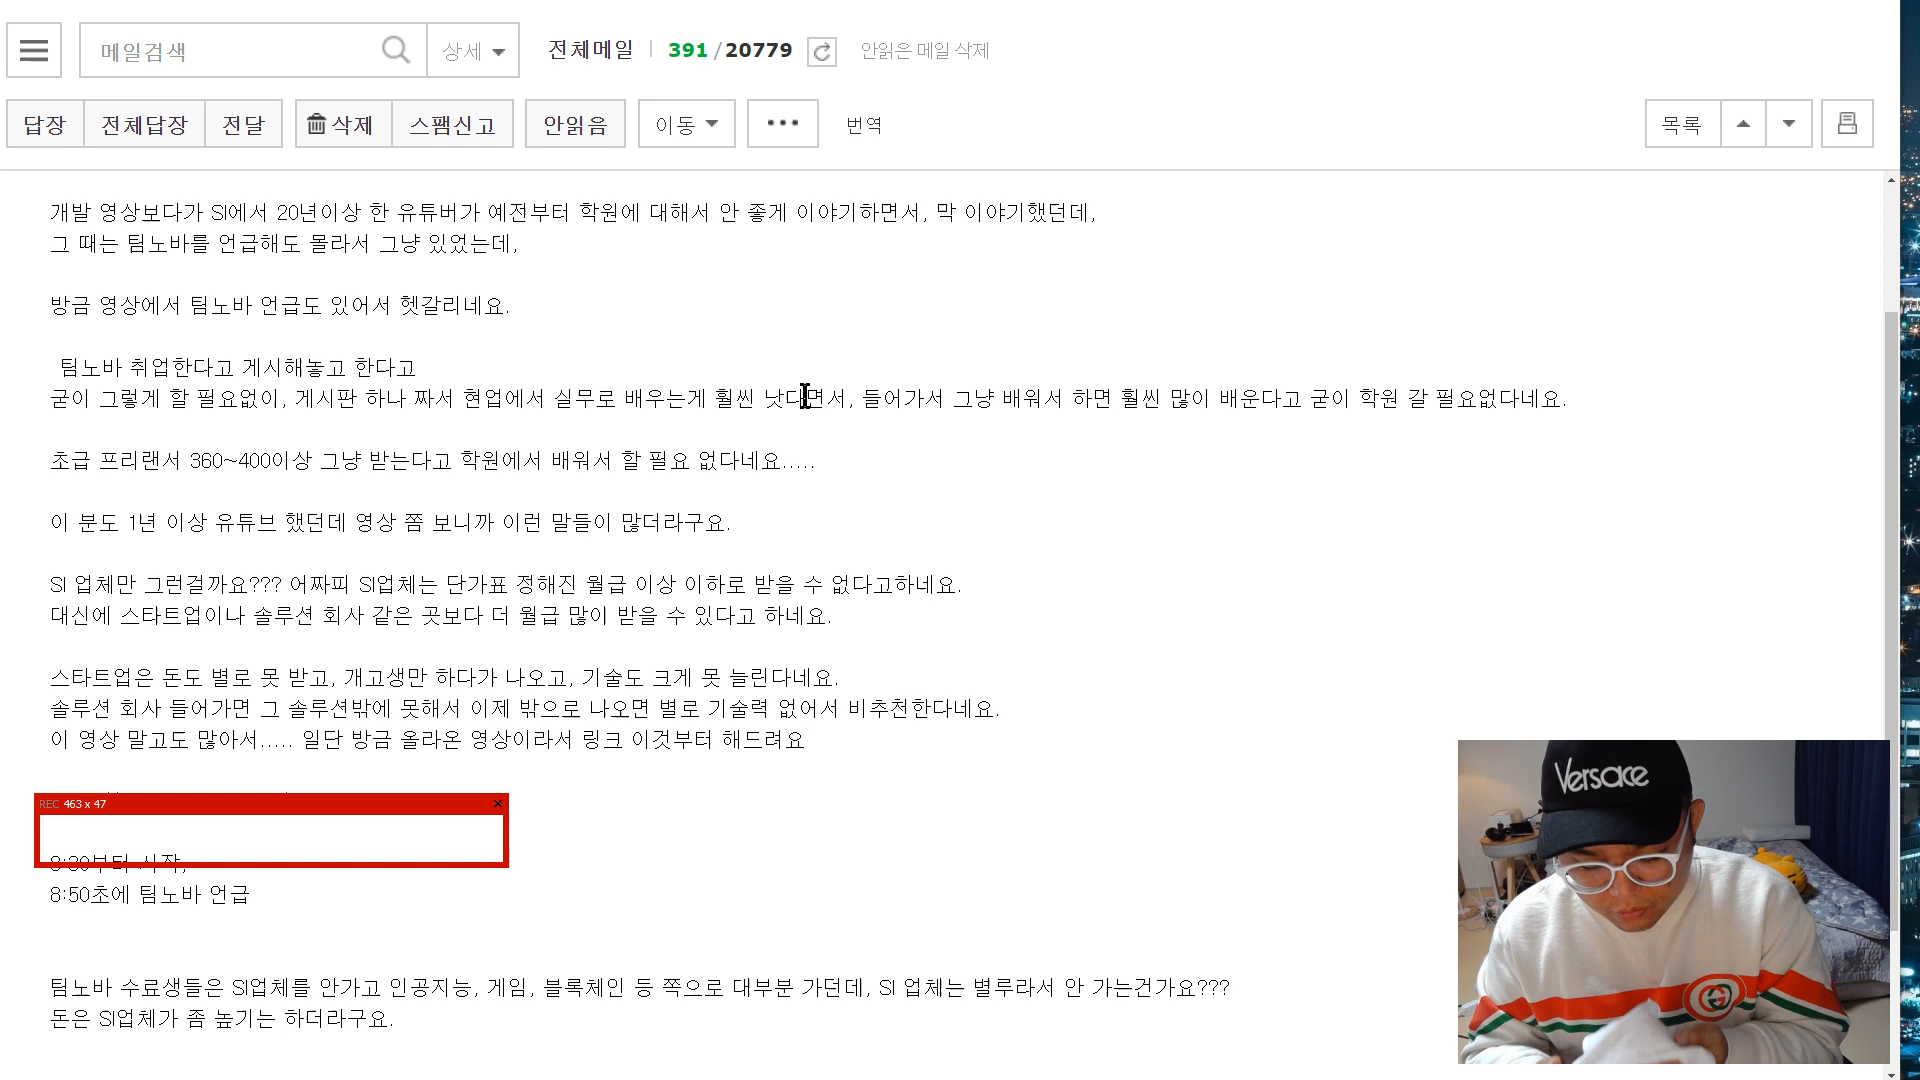 메일검색
상세
전체메일
391 / 20779
안읽은 메일 삭제
답장
전체답장
전달
삭제
스팸신고
안읽음
이동
•••
번역
목록
개발 영상보다가 SI에서 20년이상 한 유튜버가 예전부터 학원에 대해서 안 좋게 이야기하면서, 막 이야기했던데,
그 때는 팀노바를 언급해도 몰라서 그냥 있었는데,
방금 영상에서 팀노바 언급도 있어서 헷갈리네요.
팀노바 취업한다고 게시해놓고 한다고
굳이 그렇게 할 필요없이, 게시판 하나 짜서 현업에서 실무로 배우는게 훨씬 낫다면서, 들어가서 그냥 배워서 하면 훨씬 많이 배운다고 굳이 학원 갈 필요없다네요.
초급 프리랜서 360~400이상 그냥 받는다고 학원에서 배워서 할 필요 없다네요.....
이 분도 1년 이상 유튜브 했던데 영상 쫌 보니까 이런 말들이 많더라구요.
SI 업체만 그런걸까요??? 어짜피 SI업체는 단가표 정해진 월급 이상 이하로 받을 수 없다고하네요.
대신에 스타트업이나 솔루션 회사 같은 곳보다 더 월급 많이 받을 수 있다고 하네요.
스타트업은 돈도 별로 못 받고, 개고생만 하다가 나오고, 기술도 크게 못 늘린다네요.
솔루션 회사 들어가면 그 솔루션밖에 못해서 이제 밖으로 나오면 별로 기술력 없어서 비추천한다네요.
이 영상 말고도 많아서..... 일단 방금 올라온 영상이라서 링크 이것부터 해드려요
REC 463 x 47
8:30부터 시작,
8:50초에 팀노바 언급
팀노바 수료생들은 SI업체를 안가고 인공지능, 게임, 블록체인 등 쪽으로 대부분 가던데, SI 업체는 별루라서 안 가는건가요???
돈은 SI업체가 좀 높기는 하더라구요.
Versace